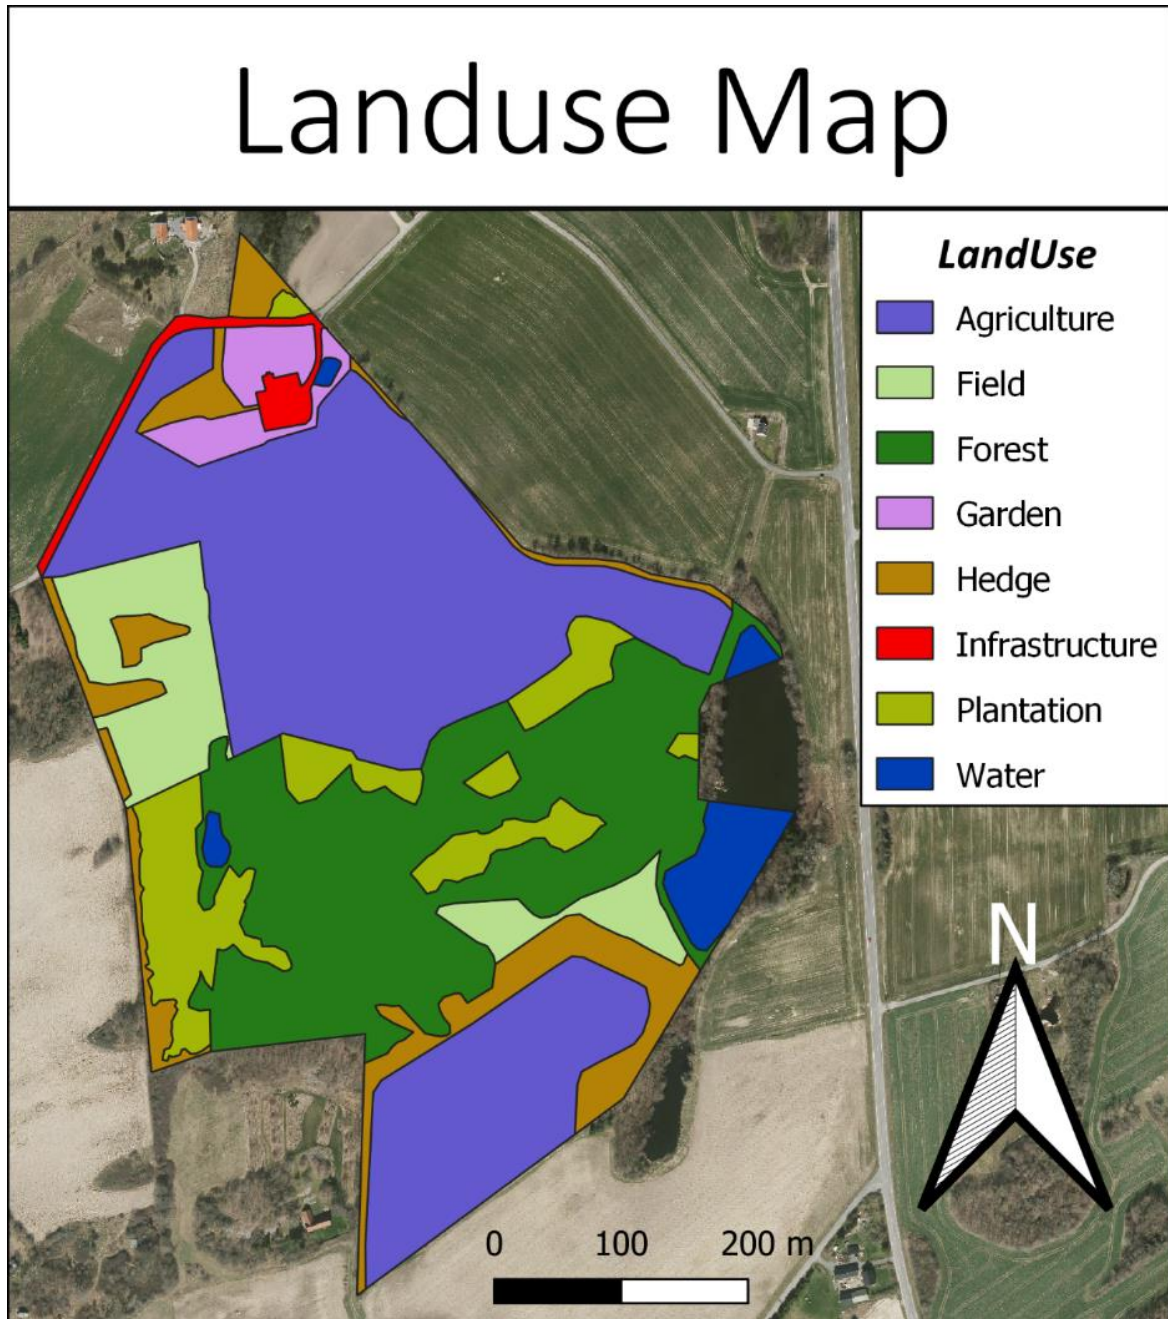 Landuse Map
LandUse
Agriculture
Field
Forest
Garden
Hedge
Infrastructure
Plantation
Water
N
0 100 200 m